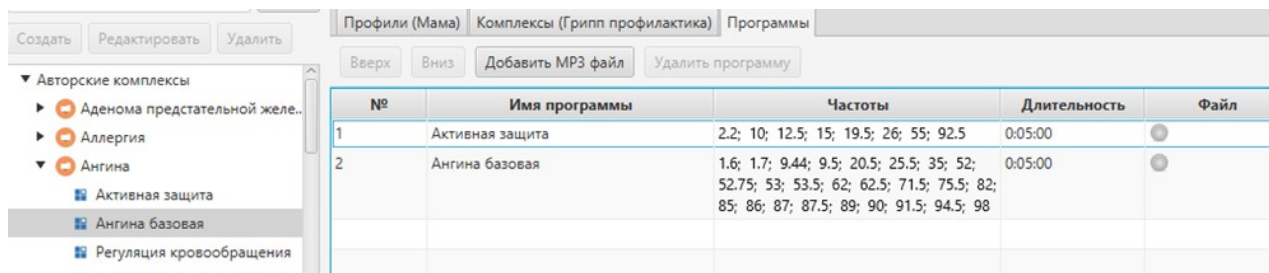 Профили (Мама) Комплексы (Грипп профилактика) Программы
Создать Редактировать Удалить
Вверх Вниз Добавить MP3 файл Удалить программу
Авторские комплексы
Аденома предстательной желе..
Аллергия
Ангина
Активная защита
Ангина базовая
Регуляция кровообращения
№ Имя программы Частоты Длительность Файл
1 Активная защита 2.2; 10; 12.5; 15; 19.5; 26; 55; 92.5 0:05:00
2 Ангина базовая 1.6; 1.7; 9.44; 9.5; 20.5; 25.5; 35; 52; 0:05:00
52.75; 53; 53.5; 62; 62.5; 71.5; 75.5; 82;
85; 86; 87; 87.5; 89; 90; 91.5; 94.5; 98